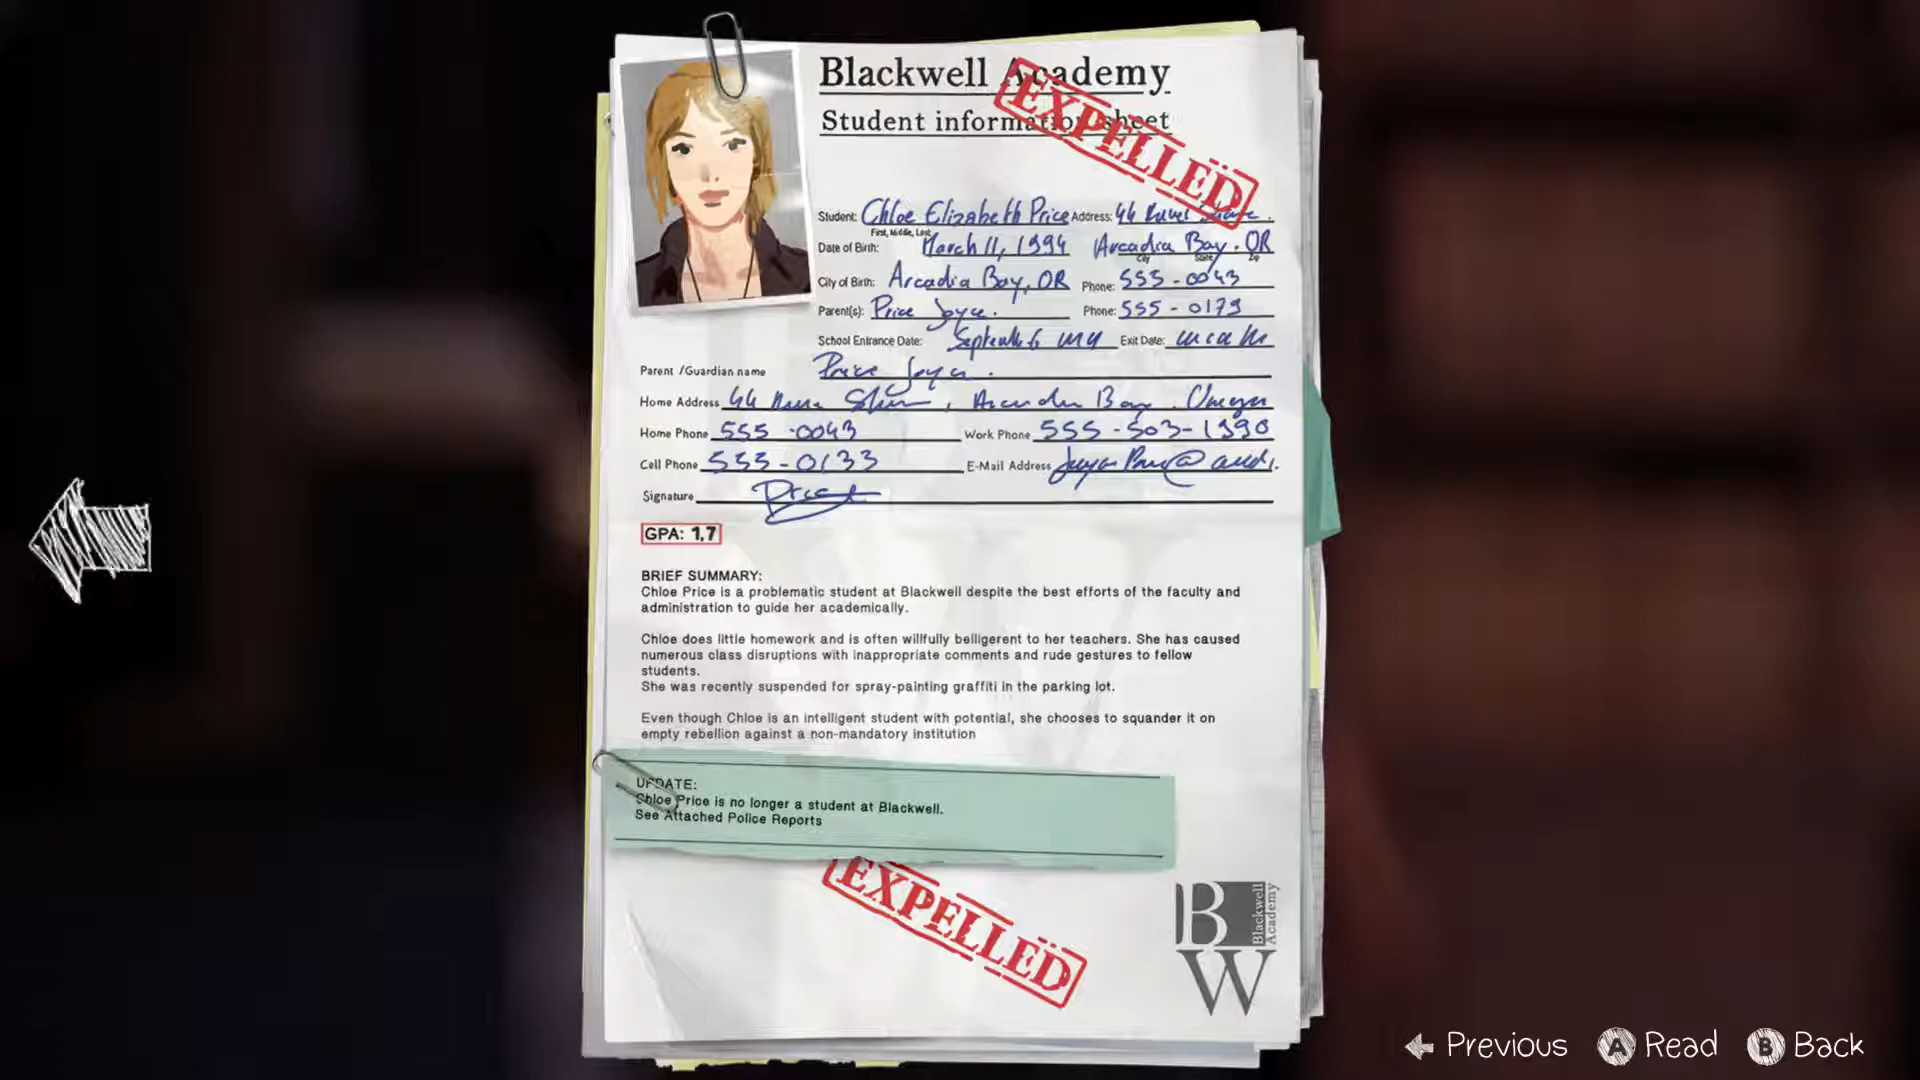 Blackwell Academy
Student information sheet
EXPELLED
Student: Chloe Elizabeth Price Address: 44
First, Middle, Last
Date of Birth: March 11, 1994 Arcadia Bay. OR
City State Zip
City of Birth: Arcadia Bay, OR Phone: 555-0043
Parent(s): Price Joyce. Phone: 555-0179
School Entrance Date: Exit Date:
Parent /Guardian name Price Joyce.
Home Address 44
Home Phone 555-0043 Work Phone 555-503-1990
Cell Phone 555-0133 E-Mail Address
Signature
GPA: 1,7
BRIEF SUMMARY:
Chloe Price is a problematic student at Blackwell despite the best efforts of the faculty and
administration to guide her academically.
Chloe does little homework and is often willfully belligerent to her teachers. She has caused
numerous class disruptions with inappropriate comments and rude gestures to fellow
students.
She was recently suspended for spray-painting graffiti in the parking lot.
Even though Chloe is an intelligent student with potential, she chooses to squander it on
empty rebellion against a non-mandatory institution
UPDATE:
Chloe Price is no longer a student at Blackwell.
See Attached Police Reports
EXPELLED
BW
Blackwell
Academy
Previous A Read B Back